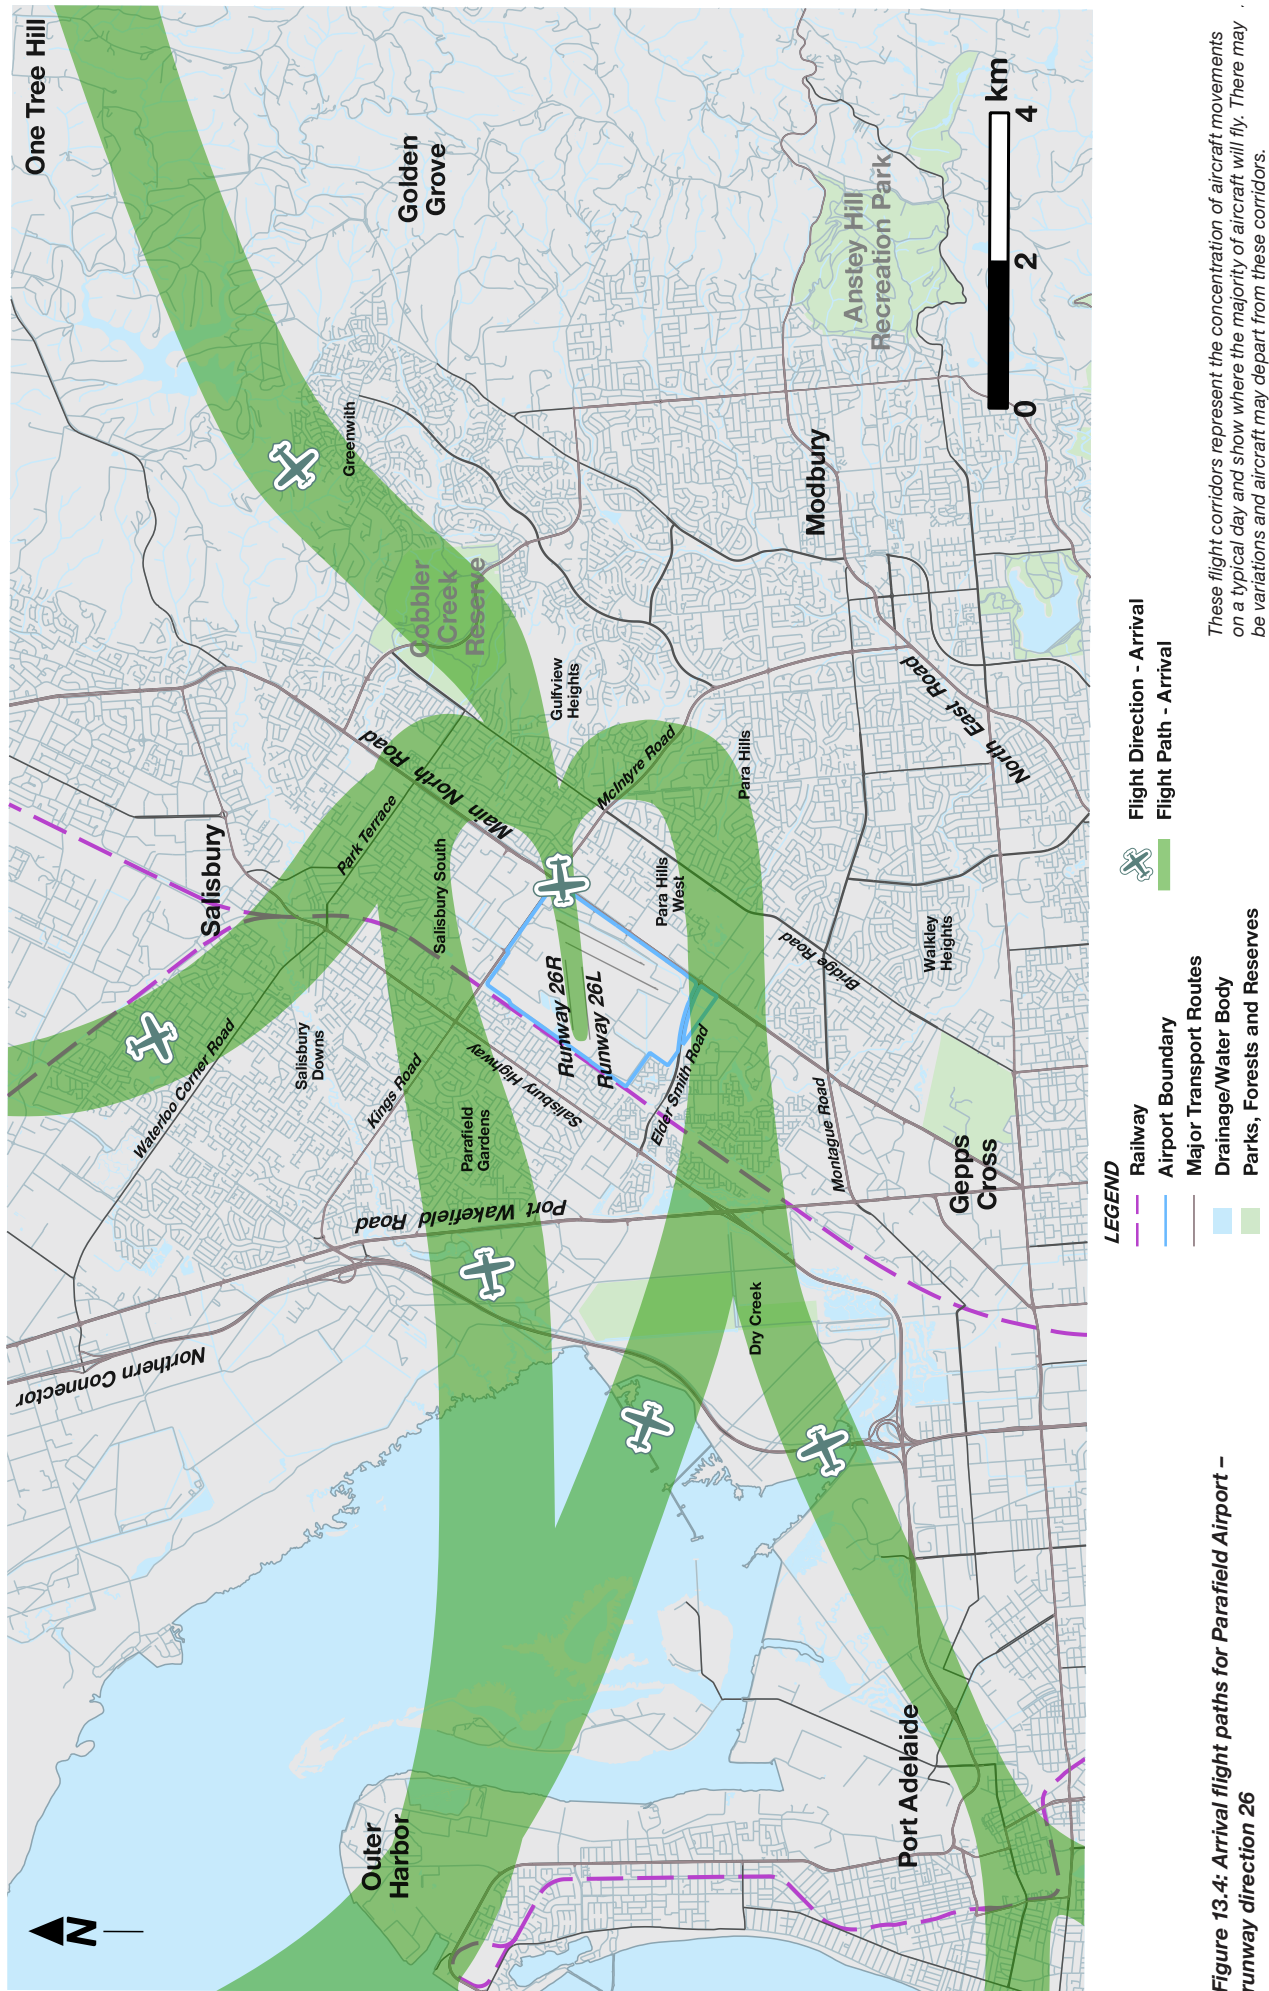 N
One Tree Hill
Golden
Grove
Outer
Harbor
Port Adelaide
Northern Connector
Salisbury
Waterloo Corner Road
Salisbury
Downs
Kings Road
Parafield
Gardens
Salisbury Highway
Port Wakefield Road
Park Terrace
Main North Road
Salisbury South
Greenwith
Cobbler
Creek
Reserve
Gulfview
Heights
McIntyre Road
Para Hills
Para Hills
West
Runway 26R
Runway 26L
Elder Smith Road
Bridge Road
Montague Road
Walkley
Heights
Dry Creek
Gepps
Cross
Modbury
North East Road
Anstey Hill
Recreation Park
0 2 4 km
LEGEND
Railway
Airport Boundary
Major Transport Routes
Drainage/Water Body
Parks, Forests and Reserves
Flight Direction - Arrival
Flight Path - Arrival
These flight corridors represent the concentration of aircraft movements
on a typical day and show where the majority of aircraft will fly. There may
be variations and aircraft may depart from these corridors.
Figure 13.4: Arrival flight paths for Parafield Airport –
runway direction 26